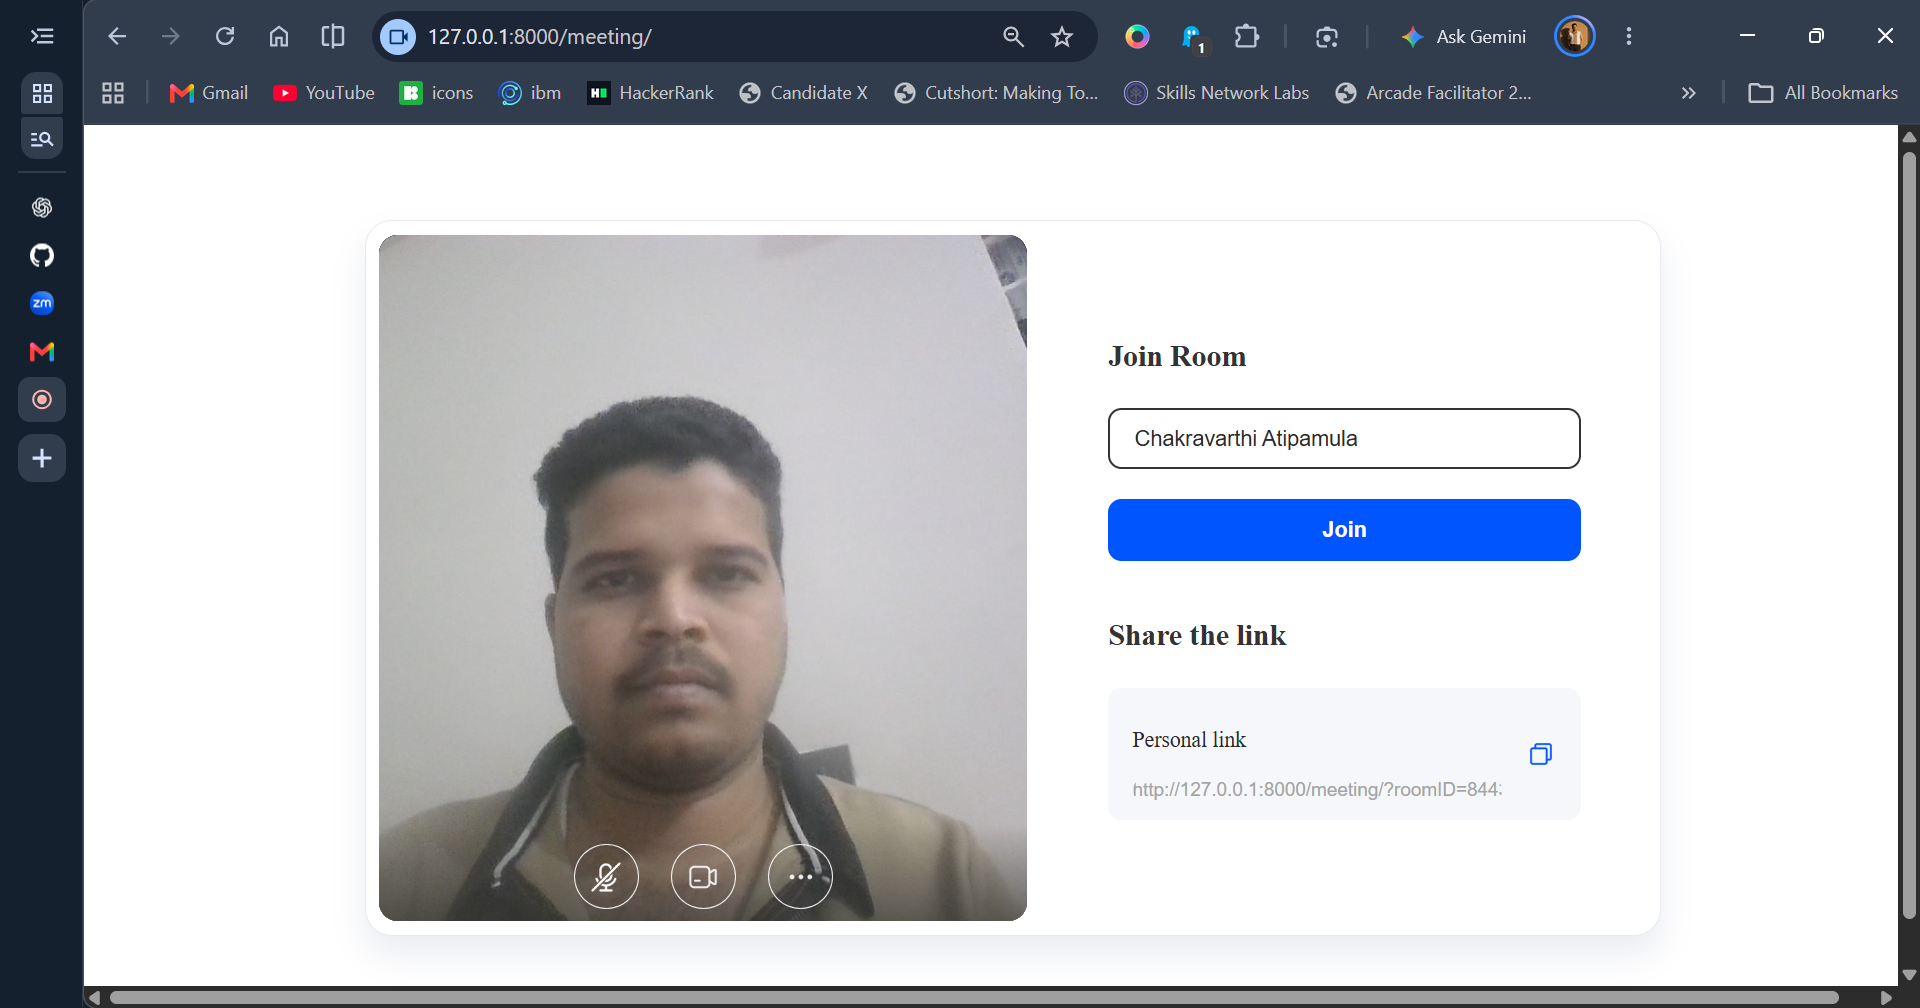 127.0.0.1:8000/meeting/
1
Ask Gemini
Gmail
YouTube
icons
ibm
HackerRank
Candidate X
Cutshort: Making To...
Skills Network Labs
Arcade Facilitator 2...
All Bookmarks
zm
Join Room
Chakravarthi Atipamula
Join
Share the link
Personal link
http://127.0.0.1:8000/meeting/?roomID=844